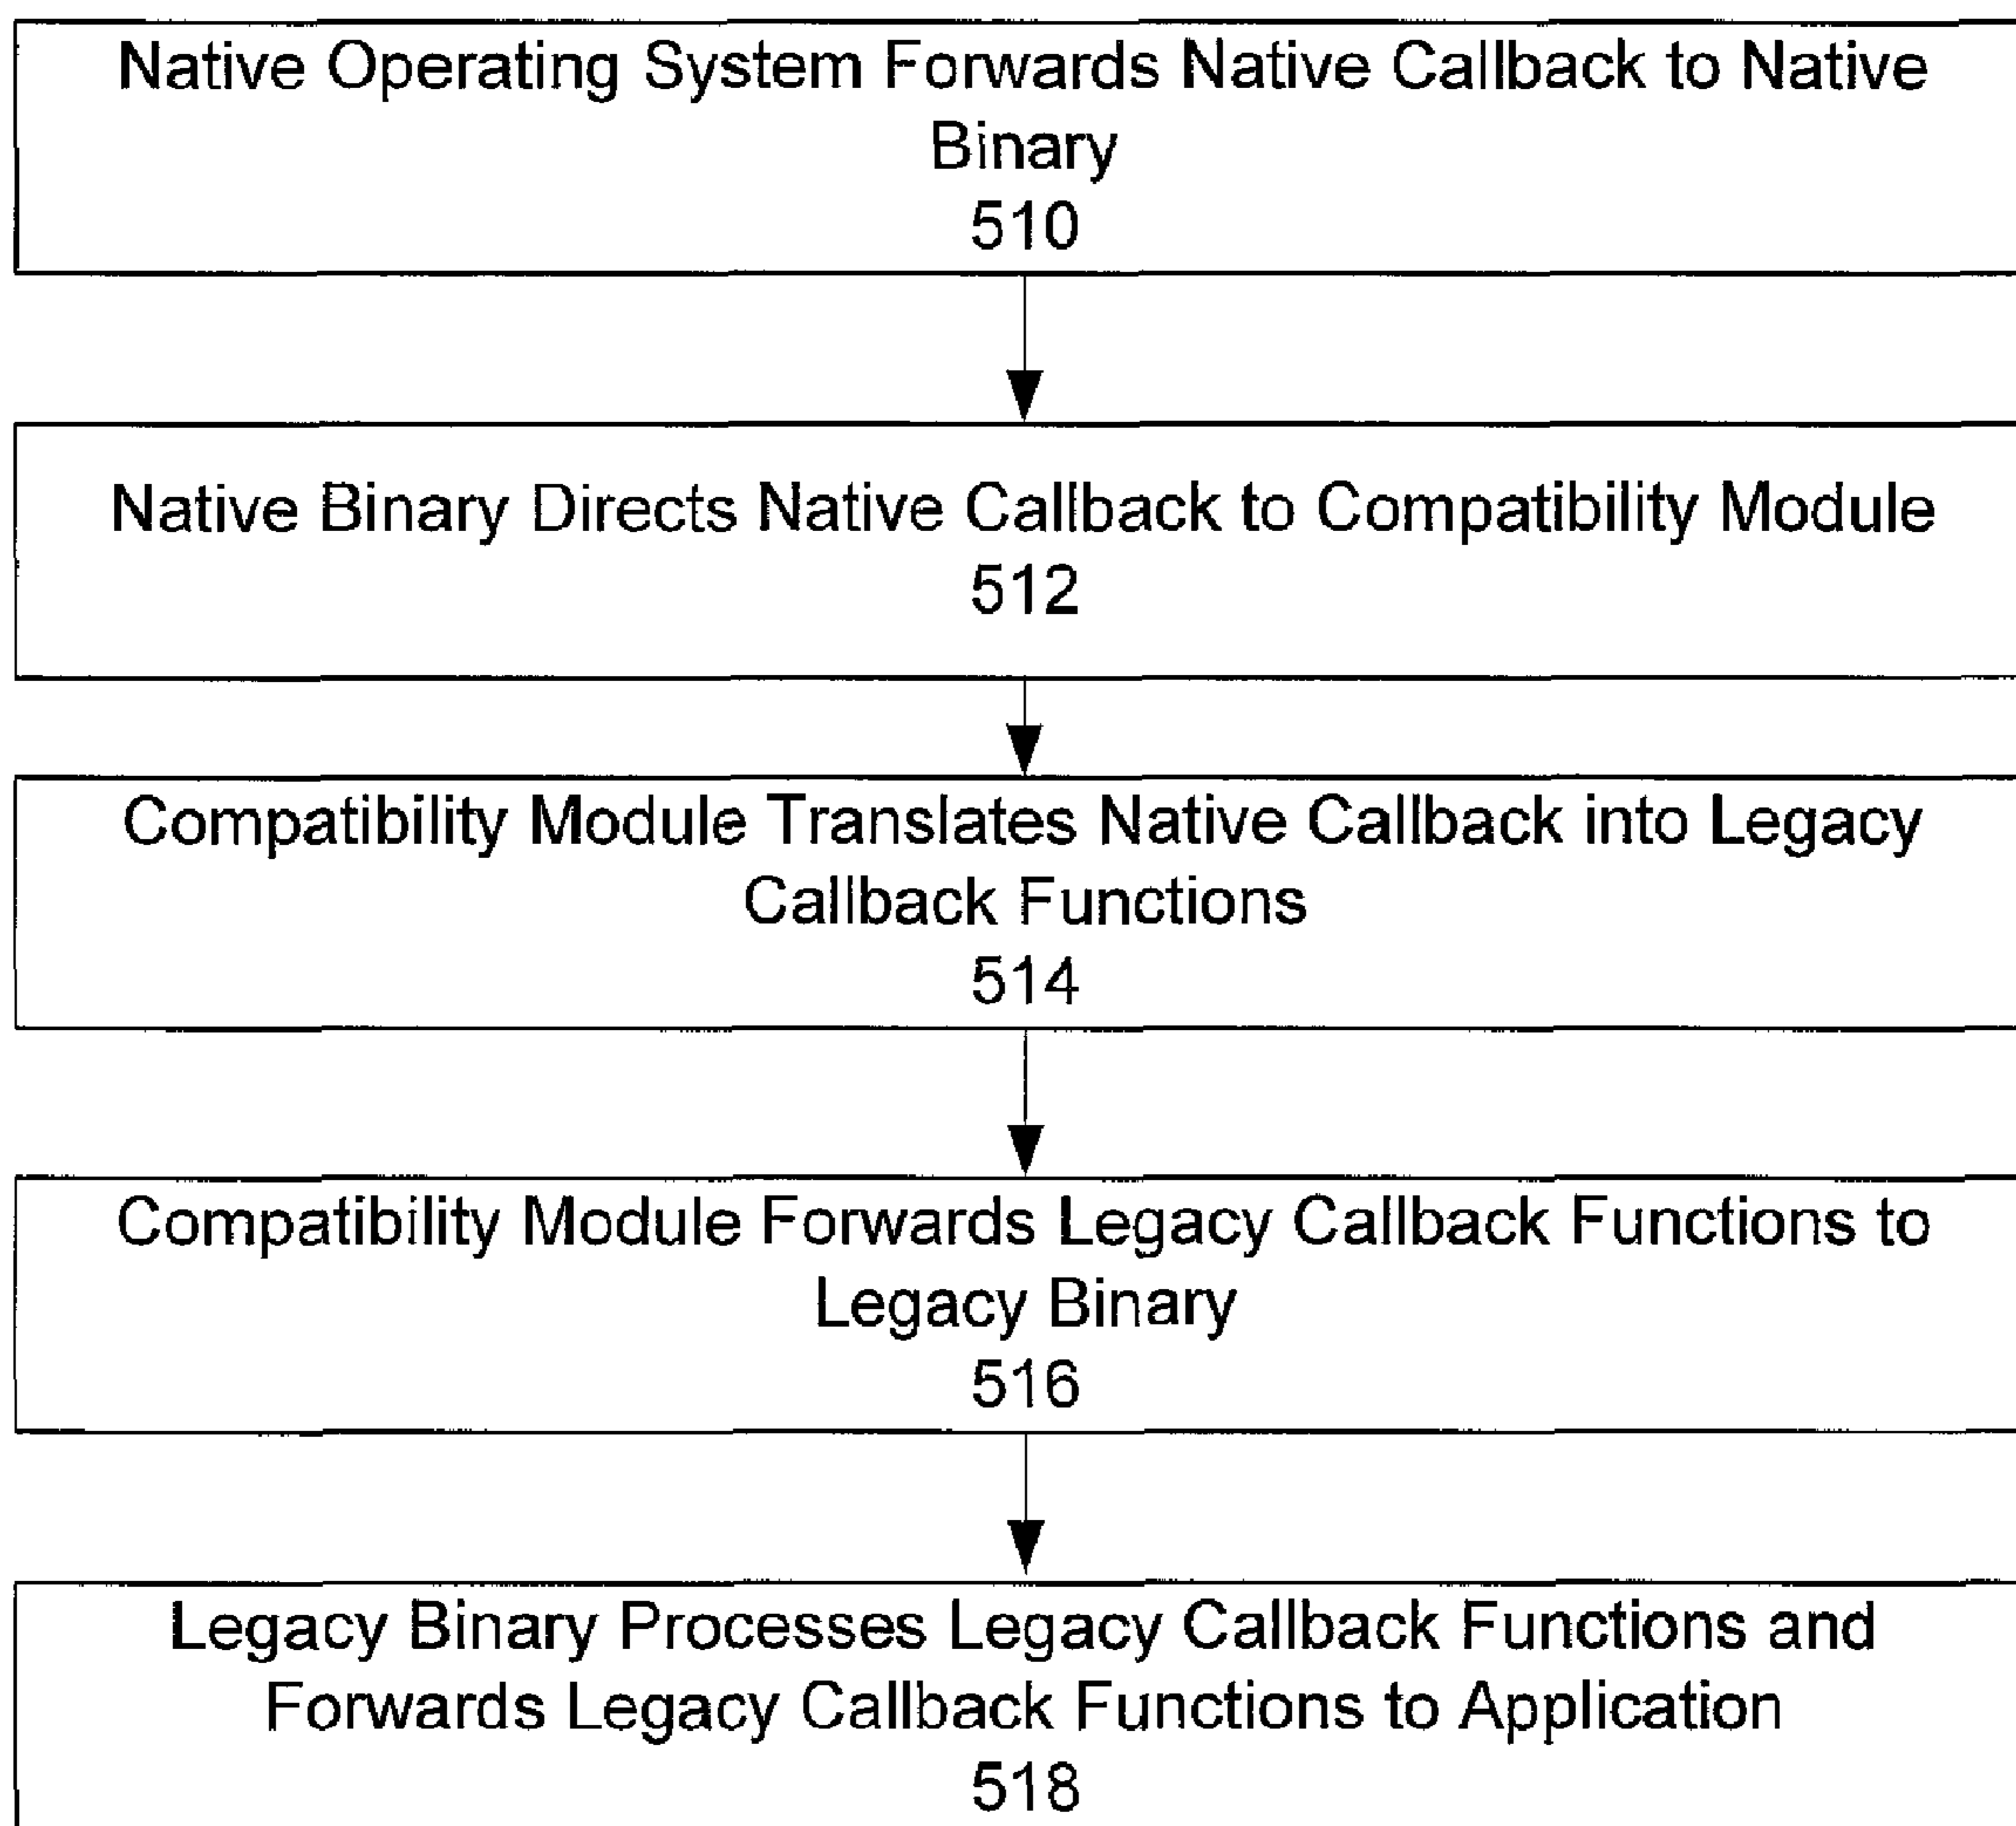 Native Operating System Forwards Native Callback to Native
Binary
510
Native Binary Directs Native Callback to Compatibility Module
512
Compatibility Module Translates Native Callback into Legacy
Callback Functions
514
Compatibility Module Forwards Legacy Callback Functions to
Legacy Binary
516
Legacy Binary Processes Legacy Callback Functions and
Forwards Legacy Callback Functions to Application
518